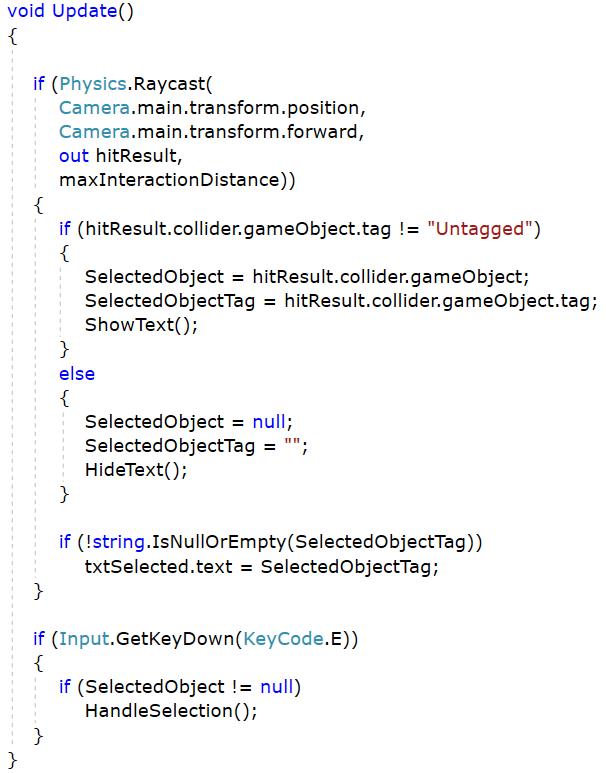 void Update()
{
if (Physics.Raycast(
Camera.main.transform.position,
Camera.main.transform.forward,
out hitResult,
maxInteractionDistance))
{
if (hitResult.collider.gameObject.tag != "Untagged")
{
SelectedObject = hitResult.collider.gameObject;
SelectedObjectTag = hitResult.collider.gameObject.tag;
ShowText();
}
else
{
SelectedObject = null;
SelectedObjectTag = "";
HideText();
}
if (!string.IsNullOrEmpty(SelectedObjectTag))
txtSelected.text = SelectedObjectTag;
}
if (Input.GetKeyDown(KeyCode.E))
{
if (SelectedObject != null)
HandleSelection();
}
}